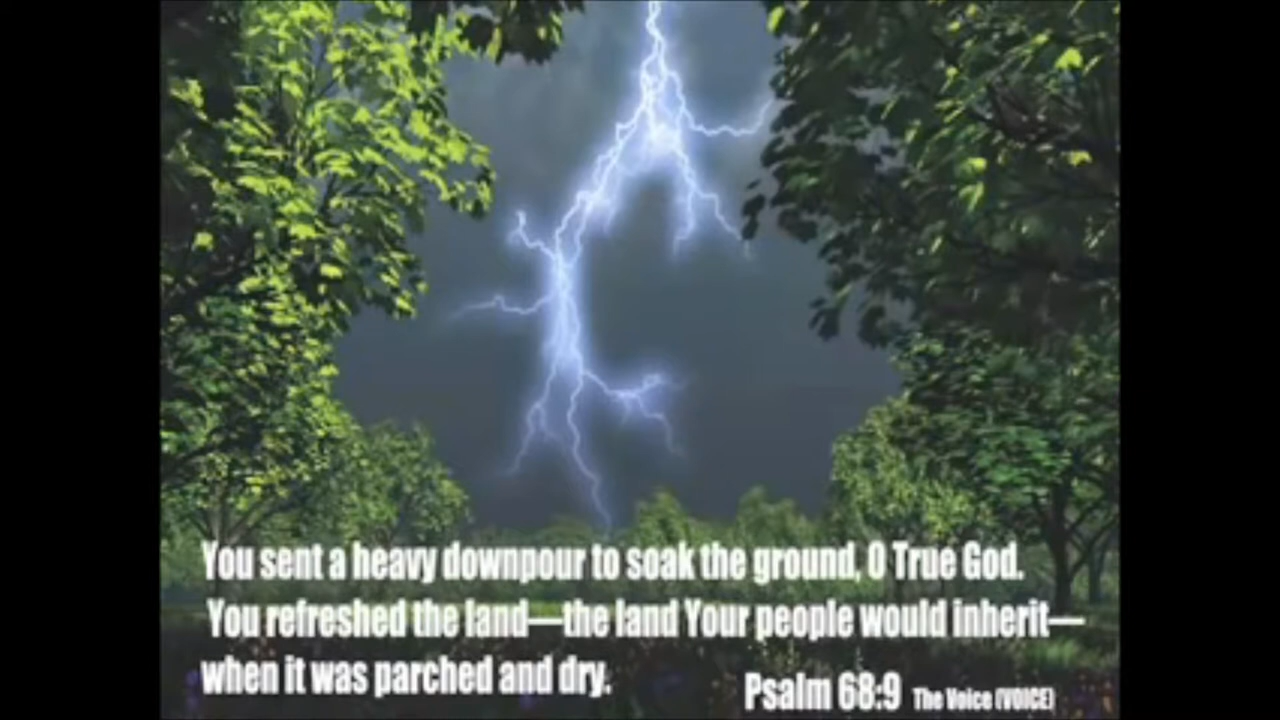 You sent a heavy downpour to soak the ground, O True God.
You refreshed the land—the land Your people would inherit—
when it was parched and dry.
Psalm 68:9 The Voice (VOICE)